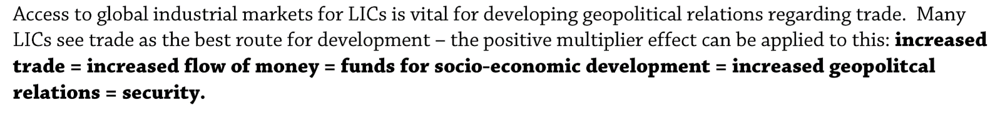 Access to global industrial markets for LICs is vital for developing geopolitical relations regarding trade.  Many
LICs see trade as the best route for development – the positive multiplier effect can be applied to this: increased
trade = increased flow of money = funds for socio-economic development = increased geopolitcal
relations = security.